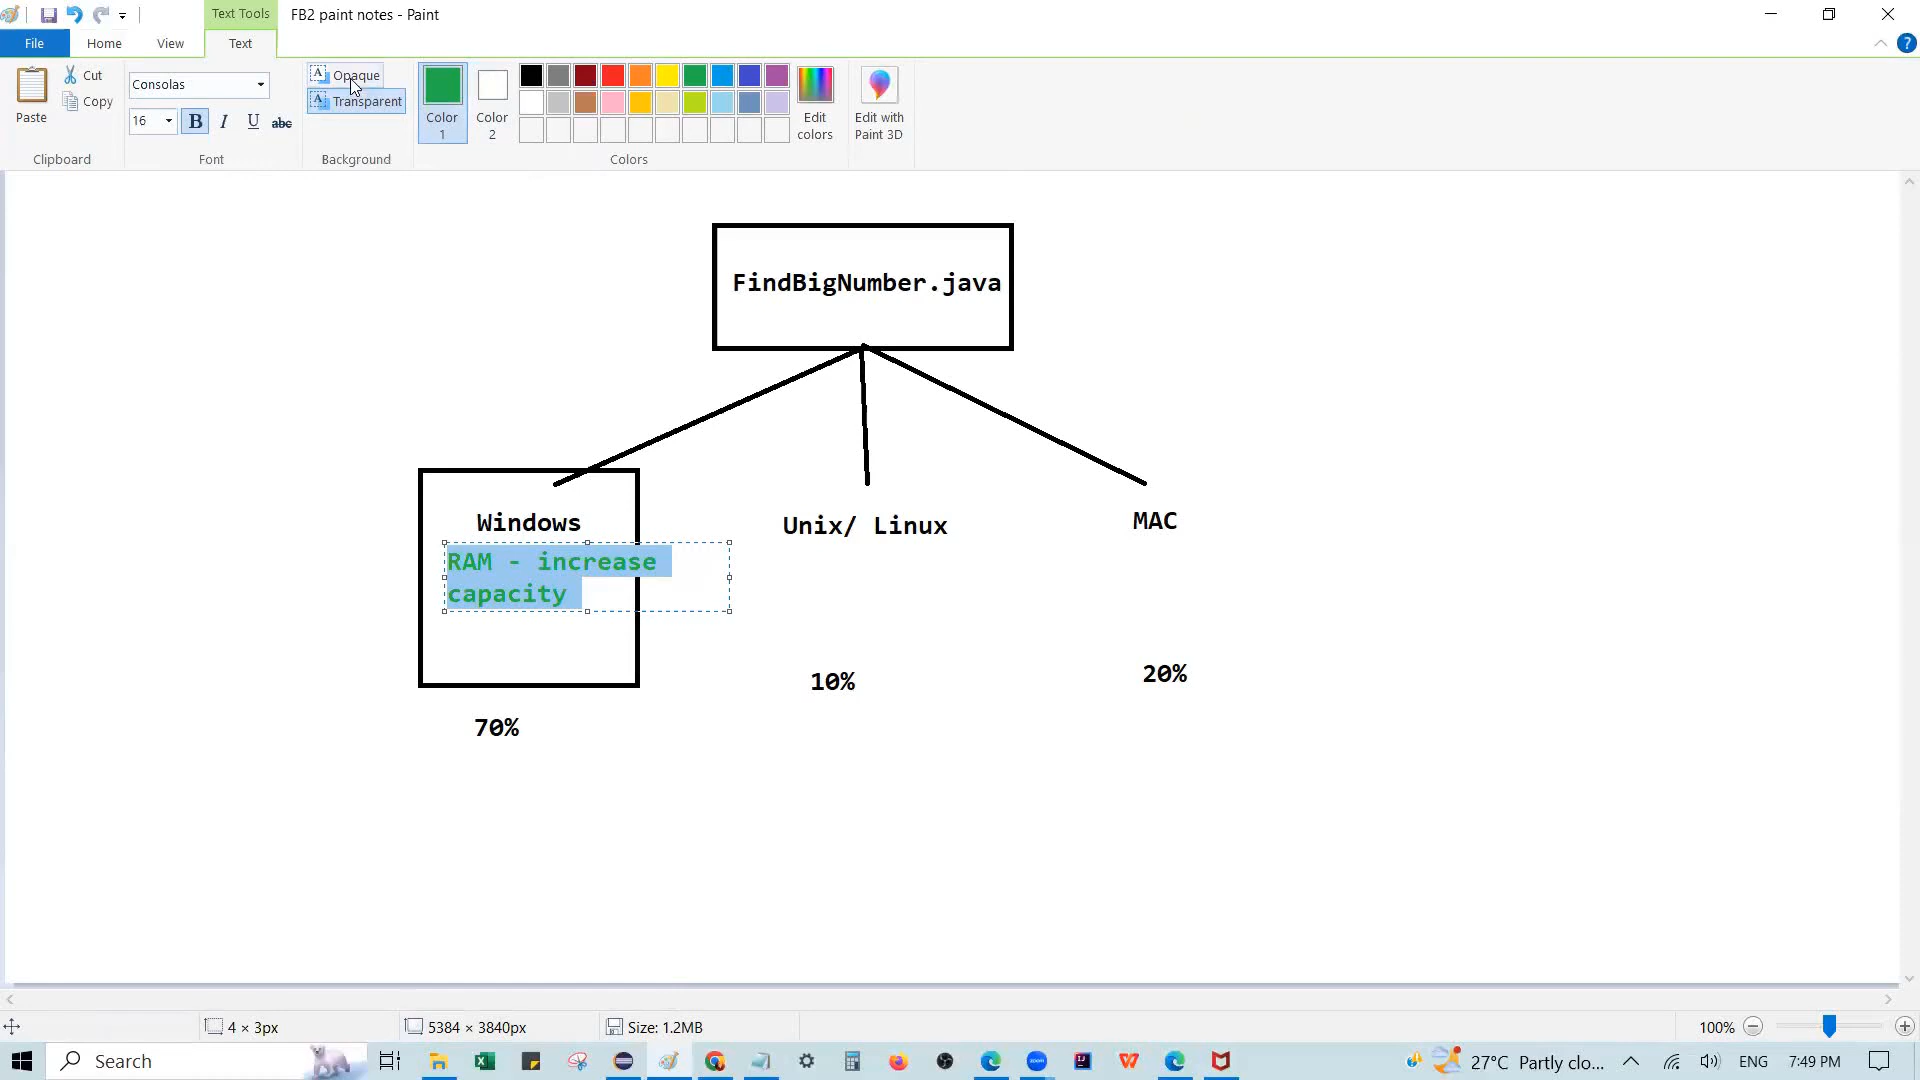 Text Tools
FB2 paint notes - Paint
File
Home
View
Text
Paste
Cut
Copy
Clipboard
Consolas
16
B
I
U
abc
Font
Opaque
Transparent
Background
Color 1
Color 2
Edit colors
Colors
Edit with Paint 3D
FindBigNumber.java
Windows
Unix/ Linux
MAC
RAM - increase
capacity
70%
10%
20%
4 × 3px
5384 × 3840px
Size: 1.2MB
100%
Search
27°C Partly clo...
ENG
7:49 PM